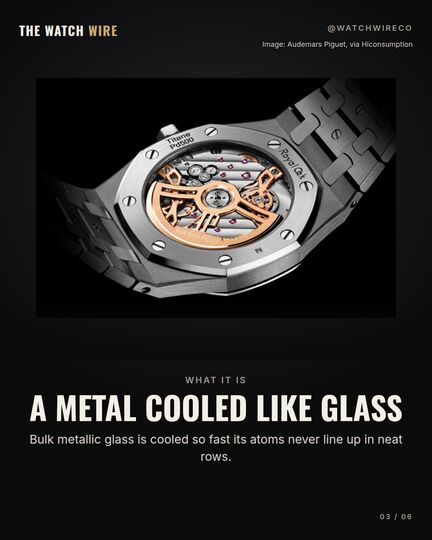 THE WATCH WIRE
@WATCHWIRECO
Image: Audemars Piguet, via Hiconsumption
Titane
Pd500
Royal Oak
WHAT IT IS
A METAL COOLED LIKE GLASS
Bulk metallic glass is cooled so fast its atoms never line up in neat
rows.
03 / 06